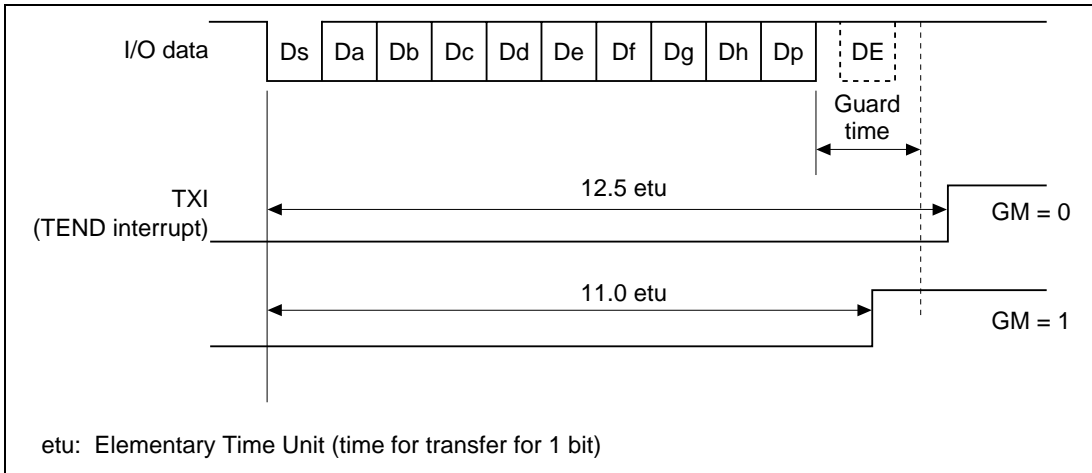 I/O data
Ds Da Db Dc Dd De Df Dg Dh Dp DE
Guard
time
TXI
(TEND interrupt)
12.5 etu
GM = 0
11.0 etu
GM = 1
etu: Elementary Time Unit (time for transfer for 1 bit)